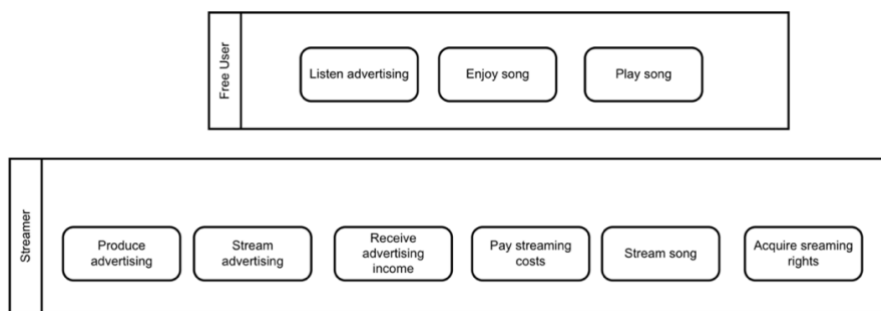 Free User
Listen advertising
Enjoy song
Play song
Streamer
Produce
advertising
Stream
advertising
Receive
advertising
income
Pay streaming
costs
Stream song
Acquire sreaming
rights